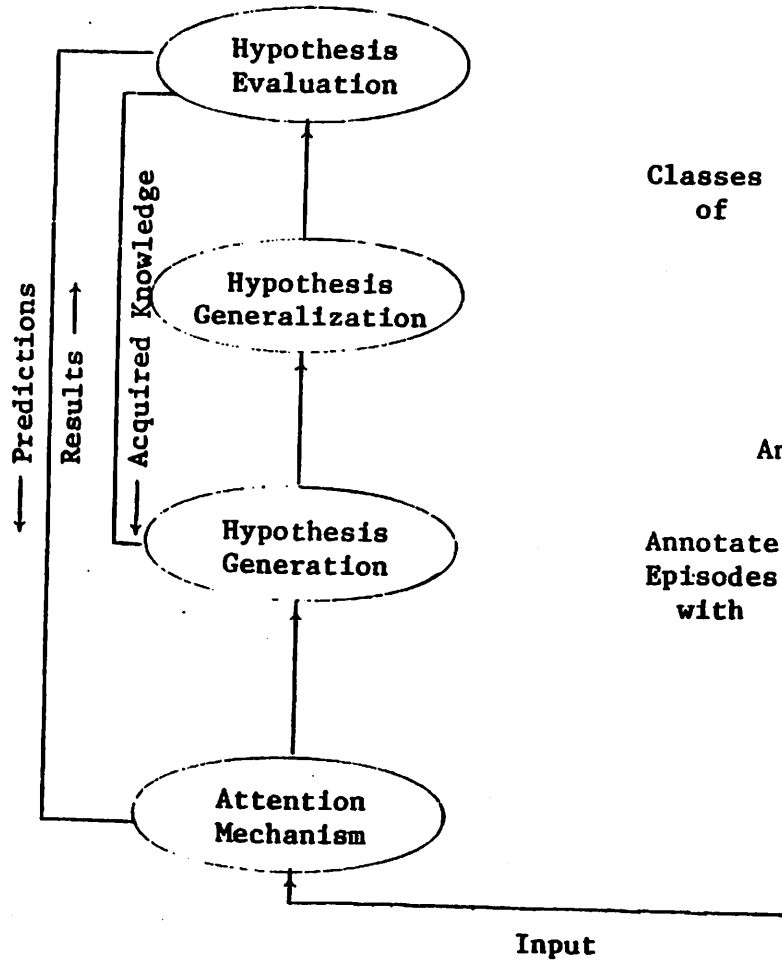 Hypothesis
Evaluation
Classes
of
Hypothesis
Generalization
← Predictions
Results →
← Acquired Knowledge
Hypothesis
Generation
Annotate
Episodes
with
Attention
Mechanism
Input